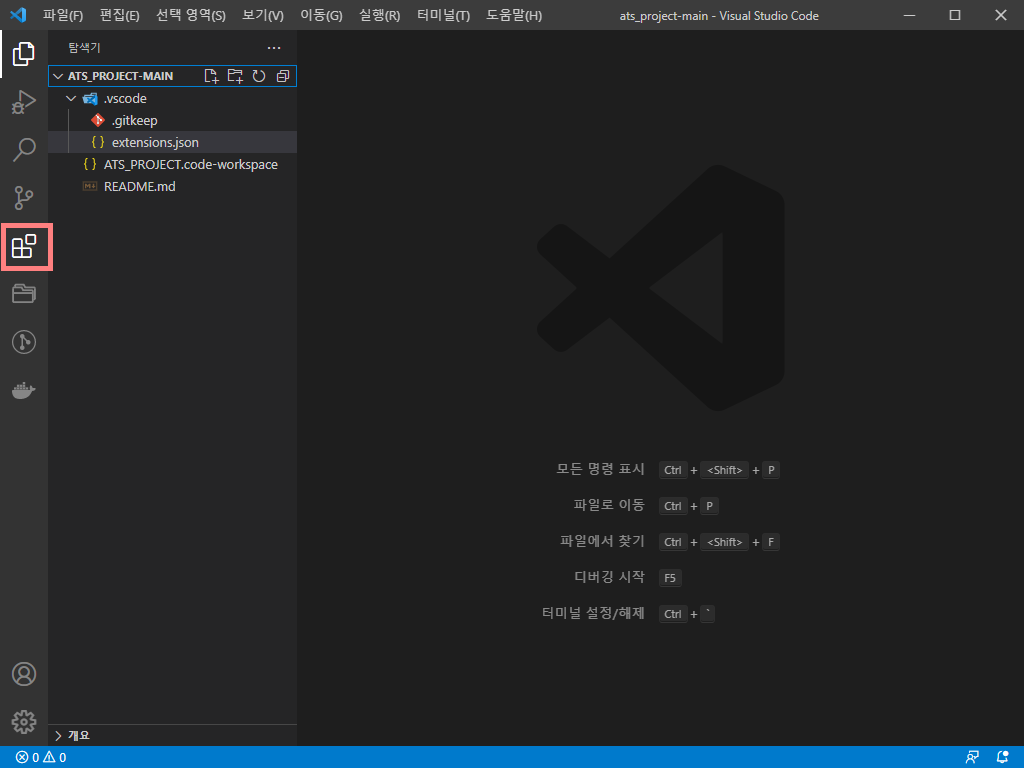 파일(F) 편집(E) 선택 영역(S) 보기(V) 이동(G) 실행(R) 터미널(T) 도움말(H) ats_project-main - Visual Studio Code
탐색기
ATS_PROJECT-MAIN
.vscode
.gitkeep
{ } extensions.json
{ } ATS_PROJECT.code-workspace
README.md
모든 명령 표시 Ctrl + <Shift> + P
파일로 이동 Ctrl + P
파일에서 찾기 Ctrl + <Shift> + F
디버깅 시작 F5
터미널 설정/해제 Ctrl + `
개요
0 0